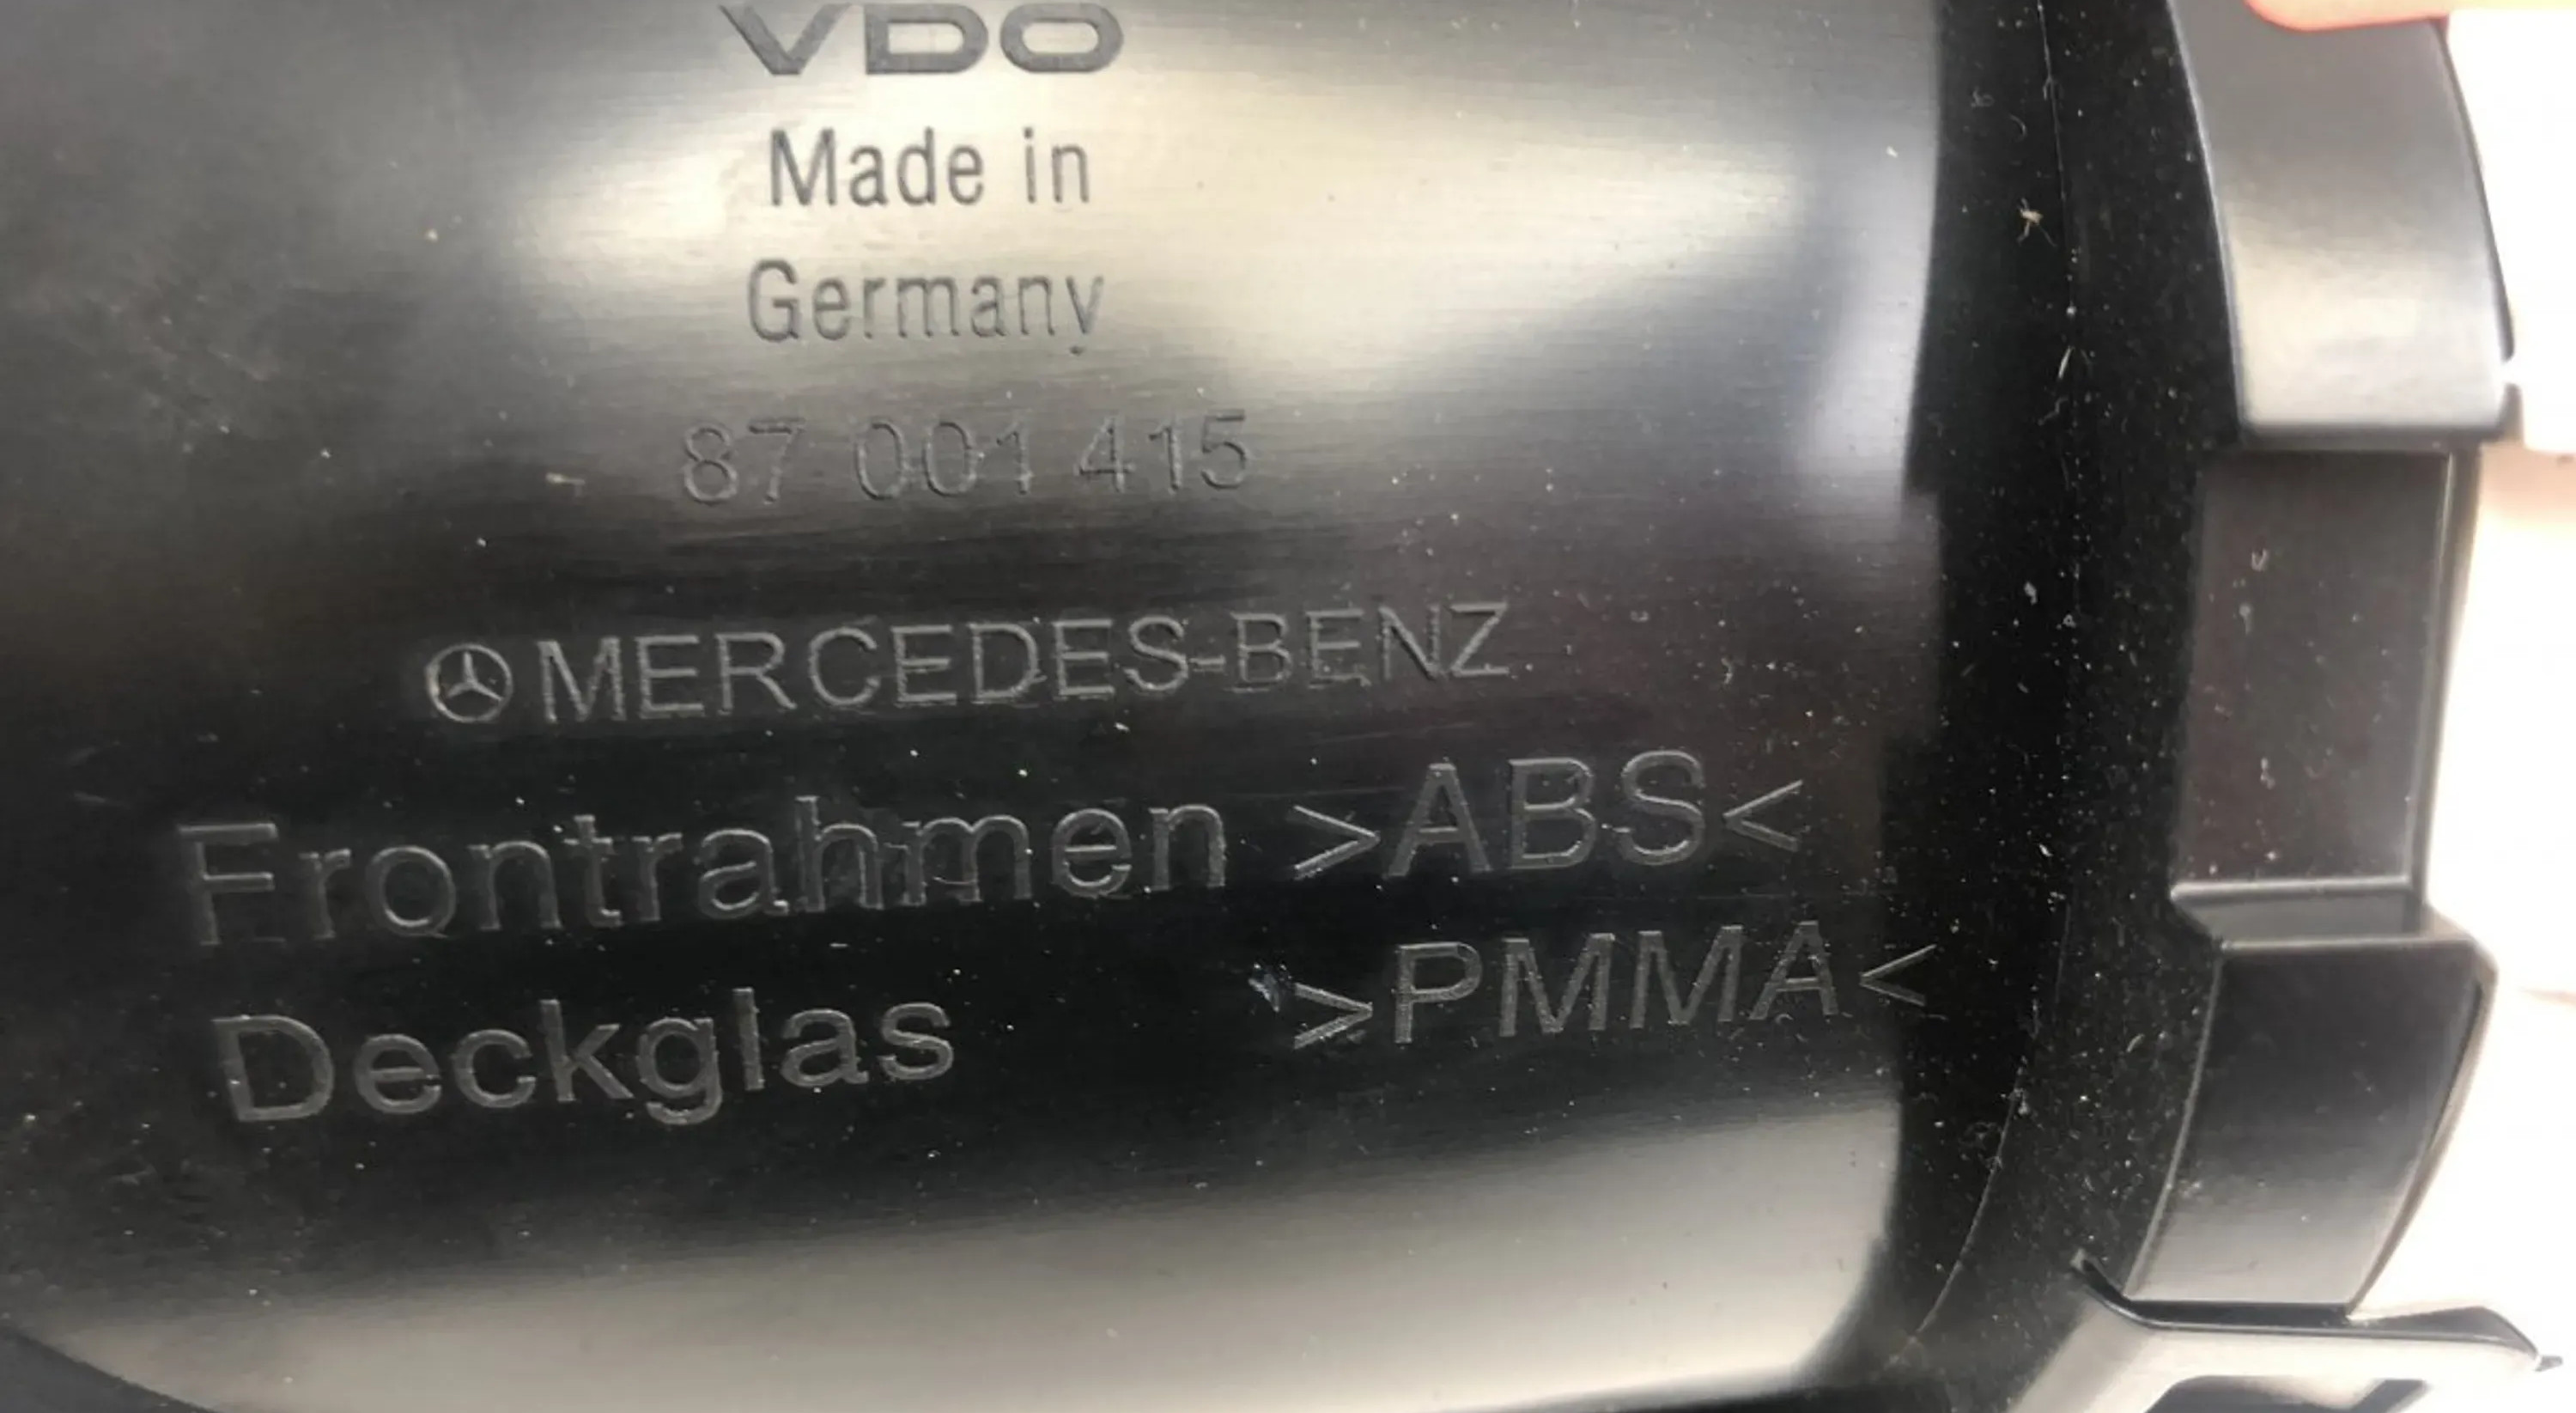 VDO
Made in
Germany
87 001 415
MERCEDES-BENZ
Frontrahmen >ABS<
Deckglas >PMMA<